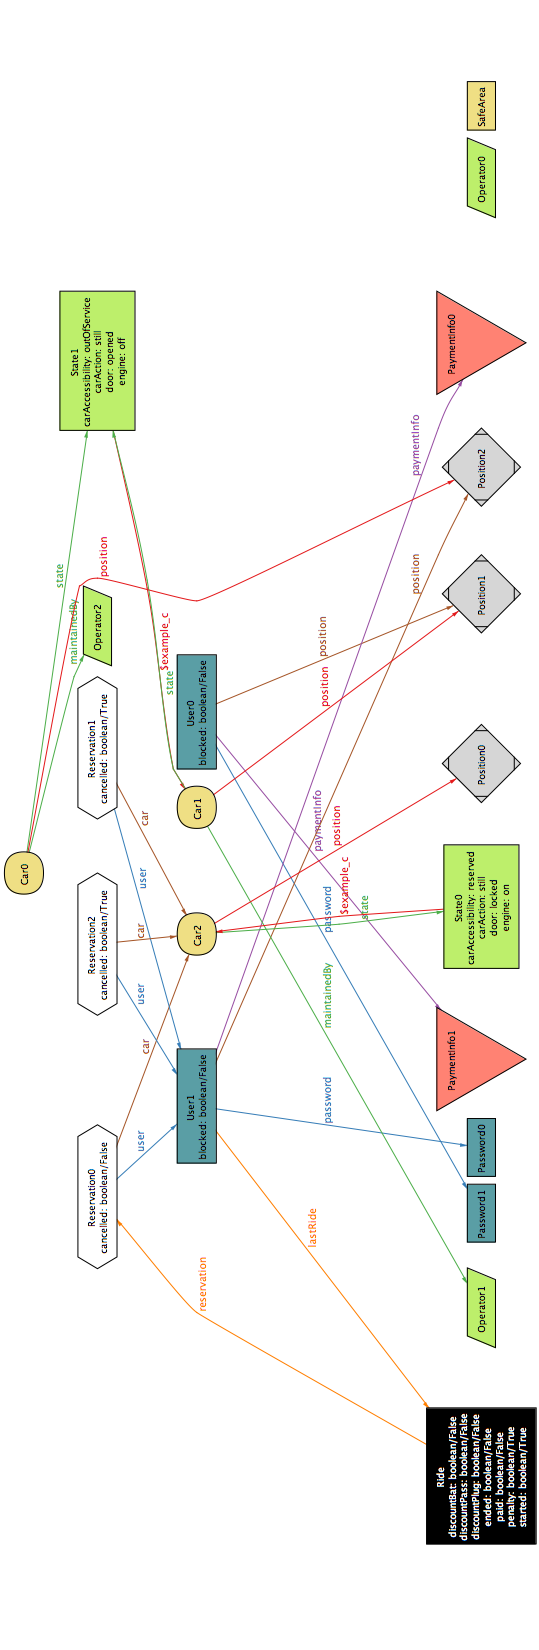 Car0
state
maintainedBy
position
Reservation0
cancelled: boolean/False
Reservation2
cancelled: boolean/True
Reservation1
cancelled: boolean/True
Operator2
State1
carAccessibility: outOfService
carAction: still
door: opened
engine: off
reservation
user
car
user
car
user
car
state
$example_c
User1
blocked: boolean/False
Car2
Car1
User0
blocked: boolean/False
lastRide
password
maintainedBy
password
paymentInfo
position
$example_c
state
position
position
position
paymentInfo
Ride
discountBat: boolean/False
discountPass: boolean/False
discountPlug: boolean/False
ended: boolean/False
paid: boolean/False
penalty: boolean/True
started: boolean/True
Operator1
Password1
Password0
PaymentInfo1
State0
carAccessibility: reserved
carAction: still
door: locked
engine: on
Position0
Position1
Position2
PaymentInfo0
Operator0
SafeArea